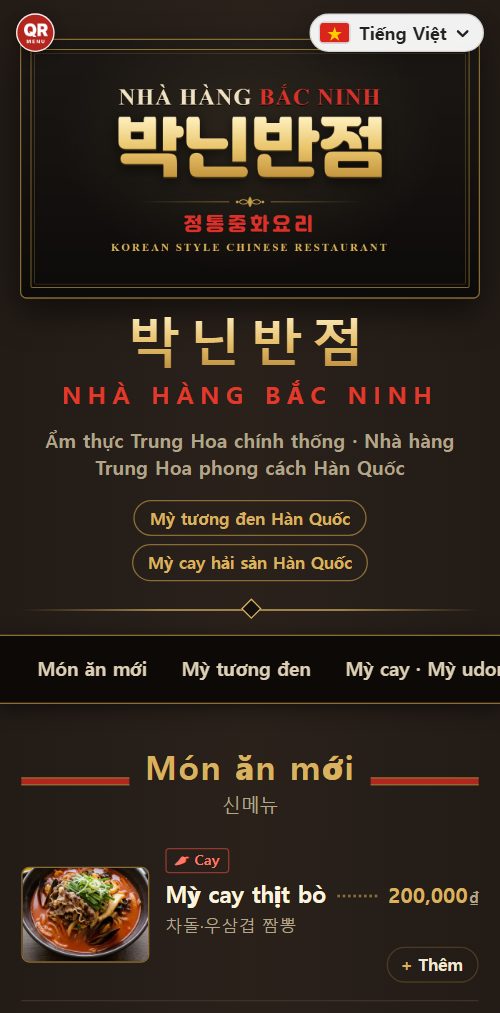 QR
MENU
Tiếng Việt
NHÀ HÀNG BẮC NINH
박닌반점
정통중화요리
KOREAN STYLE CHINESE RESTAURANT
박닌반점
NHÀ HÀNG BẮC NINH
Ẩm thực Trung Hoa chính thống · Nhà hàng
Trung Hoa phong cách Hàn Quốc
Mỳ tương đen Hàn Quốc
Mỳ cay hải sản Hàn Quốc
Món ăn mới Mỳ tương đen Mỳ cay · Mỳ udon
Món ăn mới
신메뉴
Cay
Mỳ cay thịt bò 200,000₫
차돌·우삼겹 짬뽕
+ Thêm